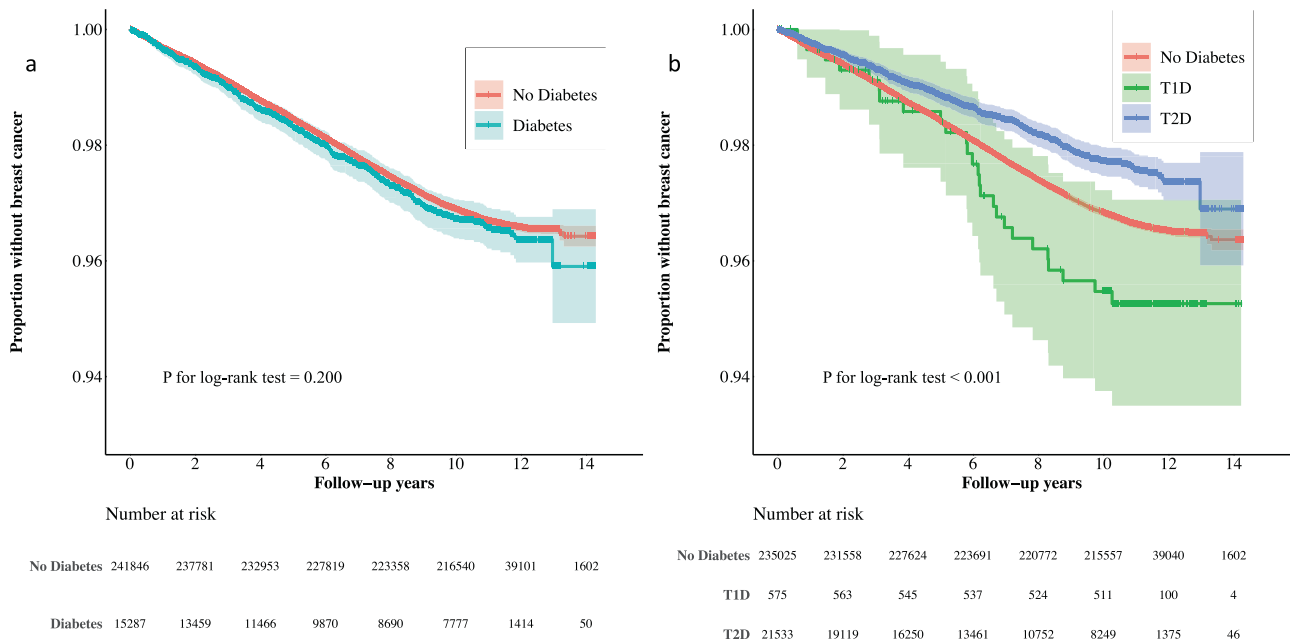 a
Proportion without breast cancer
1.00
0.98
0.96
0.94
No Diabetes
Diabetes
P for log-rank test = 0.200
0 2 4 6 8 10 12 14
Follow−up years
Number at risk
No Diabetes 241846 237781 232953 227819 223358 216540 39101 1602
Diabetes 15287 13459 11466 9870 8690 7777 1414 50
b
Proportion without breast cancer
1.00
0.98
0.96
0.94
No Diabetes
T1D
T2D
P for log-rank test < 0.001
0 2 4 6 8 10 12 14
Follow−up years
Number at risk
No Diabetes 235025 231558 227624 223691 220772 215557 39040 1602
T1D 575 563 545 537 524 511 100 4
T2D 21533 19119 16250 13461 10752 8249 1375 46